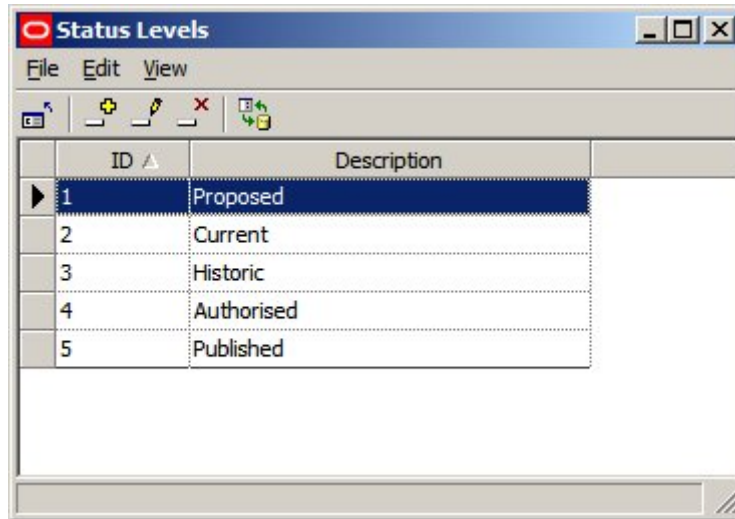 Status Levels
File Edit View
ID Description
1 Proposed
2 Current
3 Historic
4 Authorised
5 Published